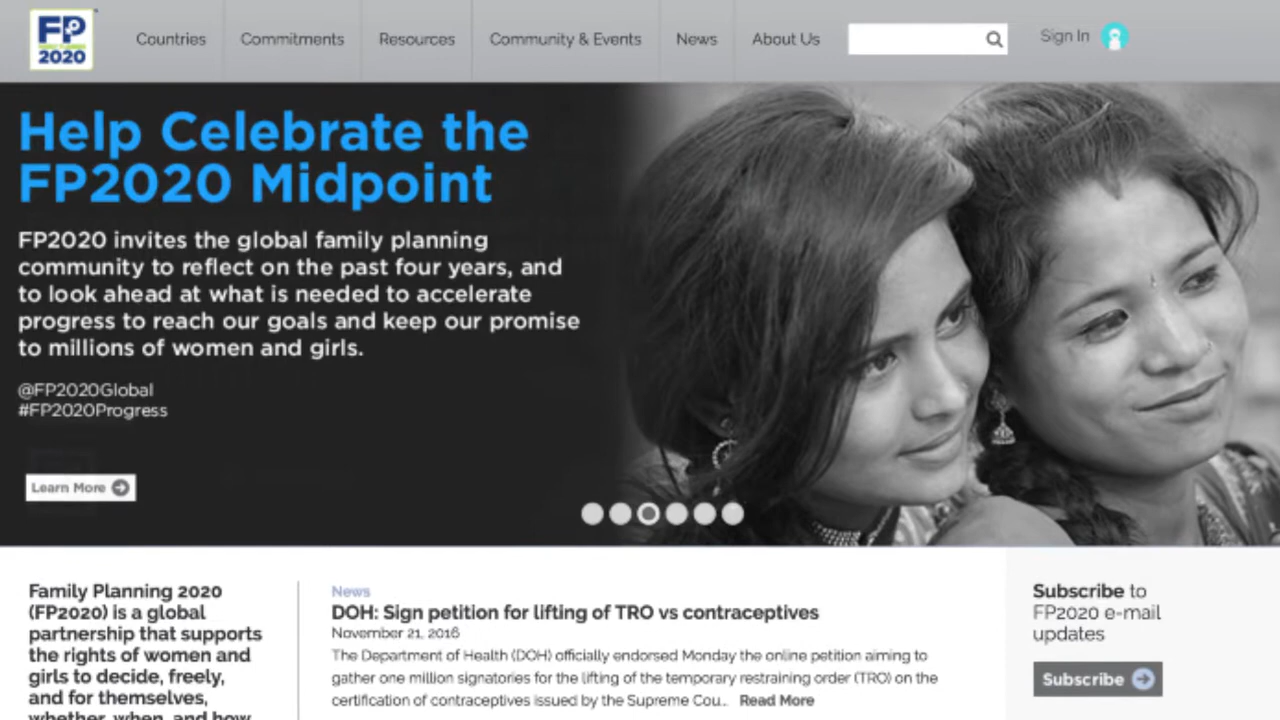 FP
2020
Countries
Commitments
Resources
Community & Events
News
About Us
Sign In
Help Celebrate the
FP2020 Midpoint
FP2020 invites the global family planning
community to reflect on the past four years, and
to look ahead at what is needed to accelerate
progress to reach our goals and keep our promise
to millions of women and girls.
@FP2020Global
#FP2020Progress
Learn More
Family Planning 2020
(FP2020) is a global
partnership that supports
the rights of women and
girls to decide, freely,
and for themselves,
whether, when, and how
News
DOH: Sign petition for lifting of TRO vs contraceptives
November 21, 2016
The Department of Health (DOH) officially endorsed Monday the online petition aiming to
gather one million signatories for the lifting of the temporary restraining order (TRO) on the
certification of contraceptives issued by the Supreme Cou... Read More
Subscribe to
FP2020 e-mail
updates
Subscribe